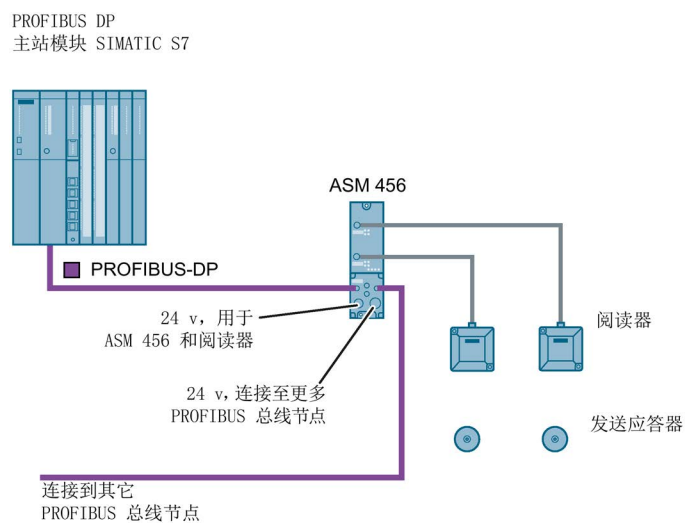 PROFIBUS DP
主站模块 SIMATIC S7
ASM 456
PROFIBUS-DP
24 v，用于
ASM 456 和阅读器
阅读器
24 v，连接至更多
PROFIBUS 总线节点
发送应答器
连接到其它
PROFIBUS 总线节点